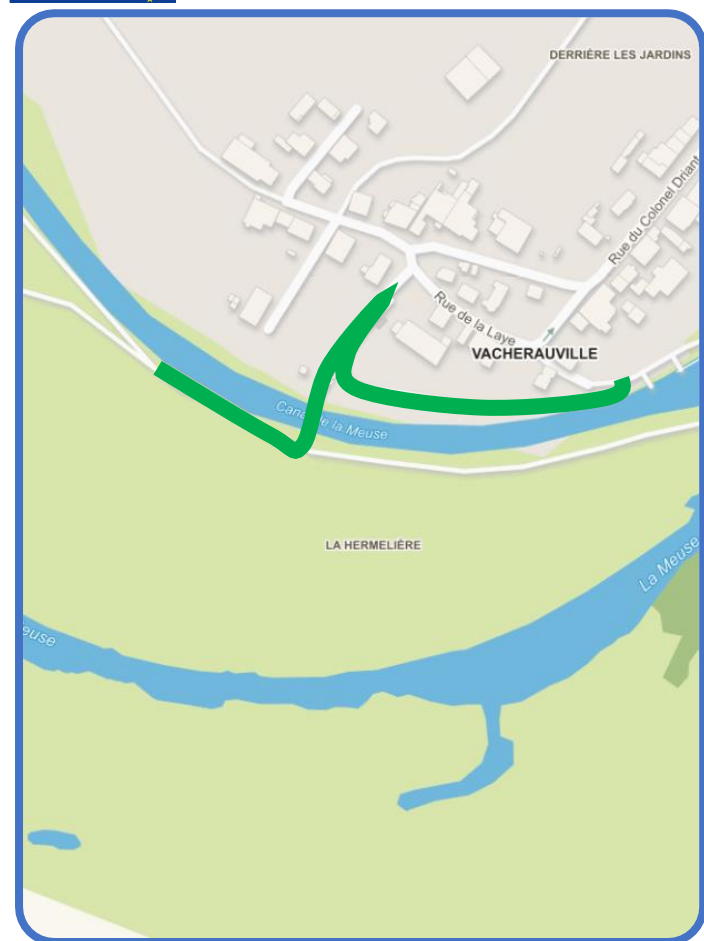 DERRIÈRE LES JARDINS
Rue du Colonel Driant
Rue de la Laye
VACHERAUVILLE
Canal de la Meuse
LA HERMELIÈRE
La Meuse
euse